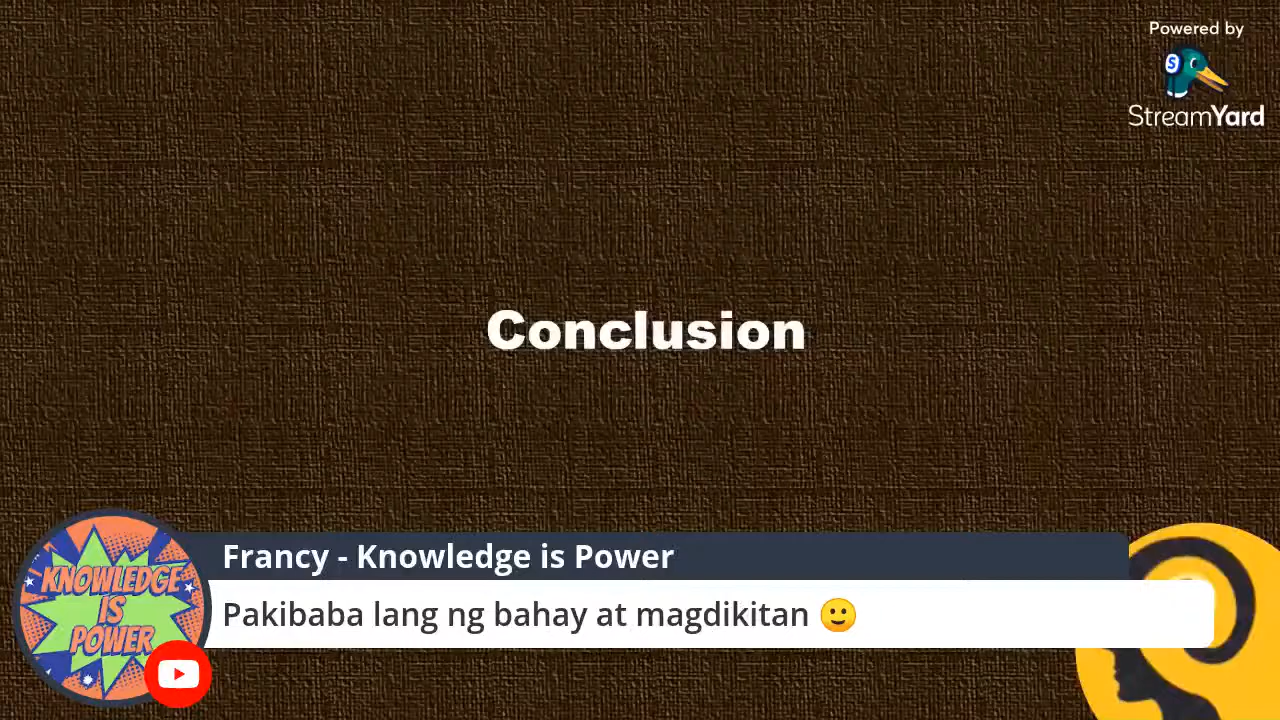 Powered by
S
StreamYard
Conclusion
Francy - Knowledge is Power
Pakibaba lang ng bahay at magdikitan 🙂
KNOWLEDGE
IS
POWER